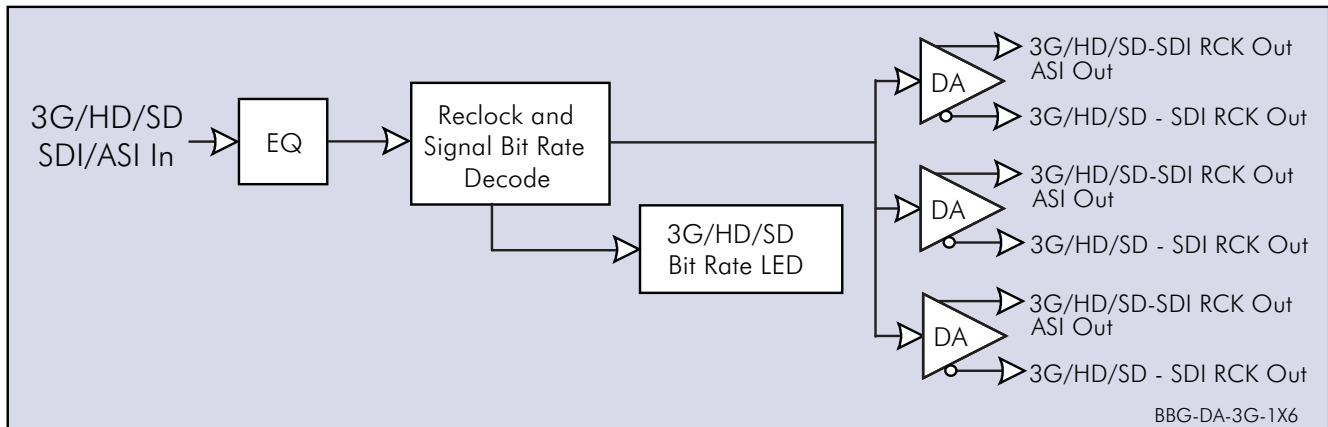 3G/HD/SD
SDI/ASI In
EQ
Reclock and
Signal Bit Rate
Decode
3G/HD/SD
Bit Rate LED
DA
3G/HD/SD-SDI RCK Out
ASI Out
3G/HD/SD - SDI RCK Out
DA
3G/HD/SD-SDI RCK Out
ASI Out
3G/HD/SD - SDI RCK Out
DA
3G/HD/SD-SDI RCK Out
ASI Out
3G/HD/SD - SDI RCK Out
BBG-DA-3G-1X6